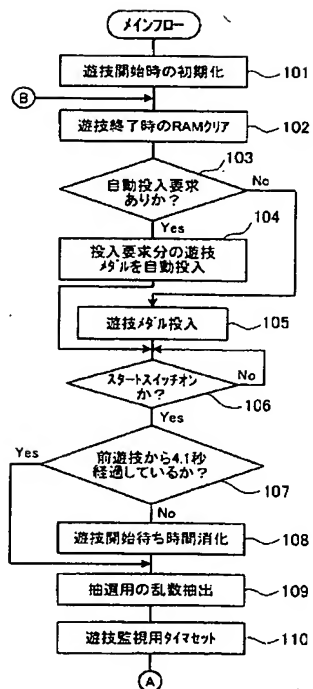 メインフロー
遊技開始時の初期化
101
B
遊技終了時のRAMクリア
102
103
自動投入要求
ありか?
No
104
Yes
投入要求分の遊技
メダルを自動投入
遊技メダル投入
105
スタートスイッチオン
か?
No
106
Yes
Yes
前遊技から4.1秒
経過しているか?
107
No
遊技開始待ち時間消化
108
抽選用の乱数抽出
109
遊技監視用タイマセット
110
A